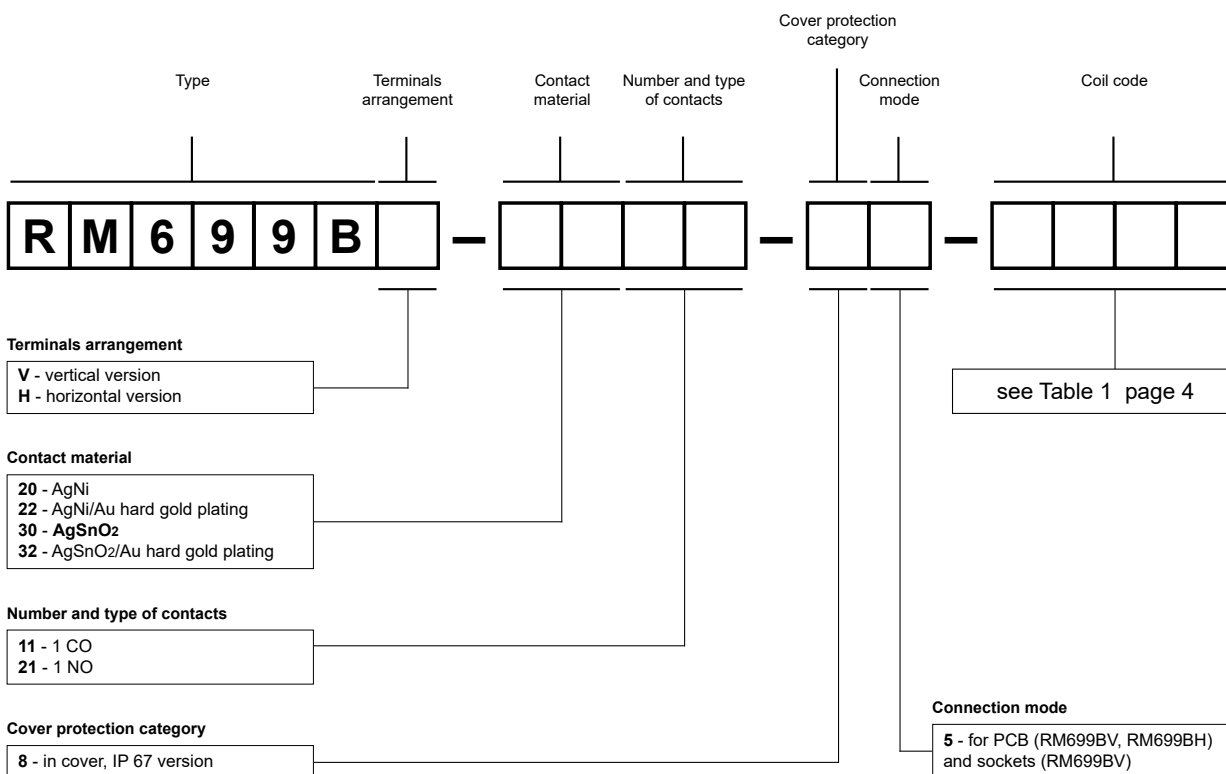 Cover protection
category
Type
Terminals
arrangement
Contact
material
Number and type
of contacts
Connection
mode
Coil code
R M 6 9 9 B – – –
Terminals arrangement
V - vertical version
H - horizontal version
see Table 1 page 4
Contact material
20 - AgNi
22 - AgNi/Au hard gold plating
30 - AgSnO2
32 - AgSnO2/Au hard gold plating
Number and type of contacts
11 - 1 CO
21 - 1 NO
Cover protection category
8 - in cover, IP 67 version
Connection mode
5 - for PCB (RM699BV, RM699BH)
and sockets (RM699BV)